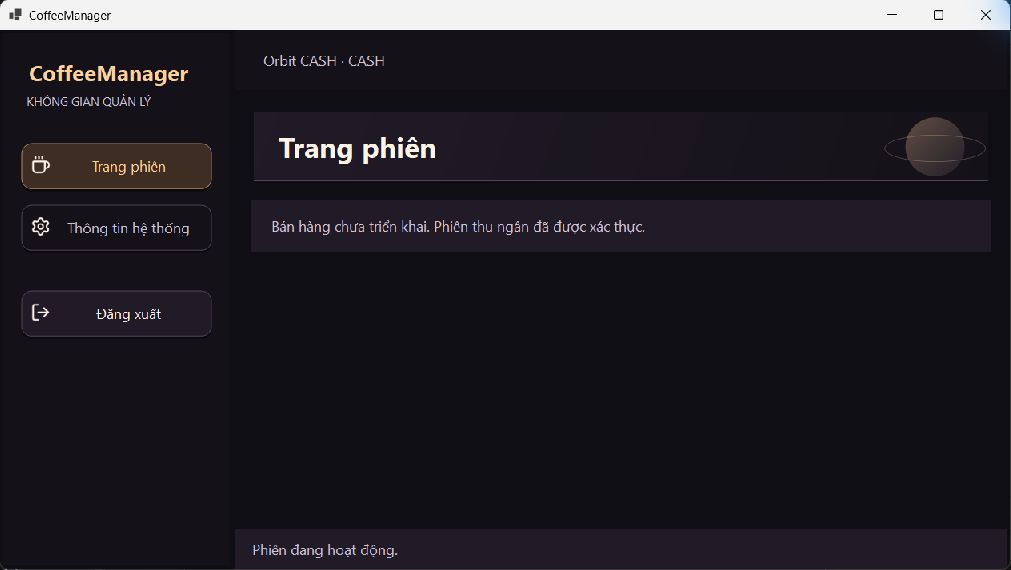 CoffeeManager
CoffeeManager
KHÔNG GIAN QUẢN LÝ
Trang phiên
Thông tin hệ thống
Đăng xuất
Orbit CASH · CASH
Trang phiên
Bán hàng chưa triển khai. Phiên thu ngân đã được xác thực.
Phiên đang hoạt động.